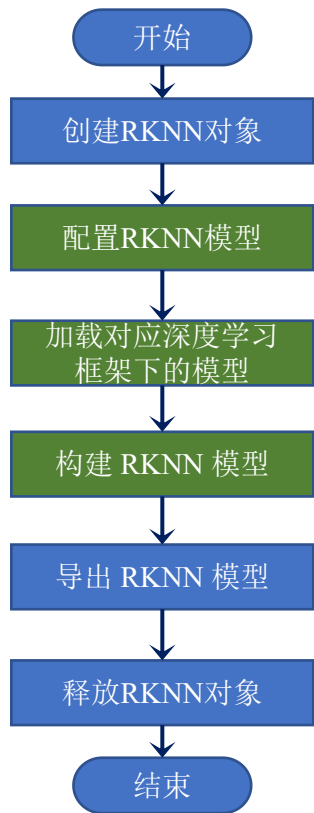 开始
创建RKNN对象
配置RKNN模型
加载对应深度学习
框架下的模型
构建 RKNN 模型
导出 RKNN 模型
释放RKNN对象
结束